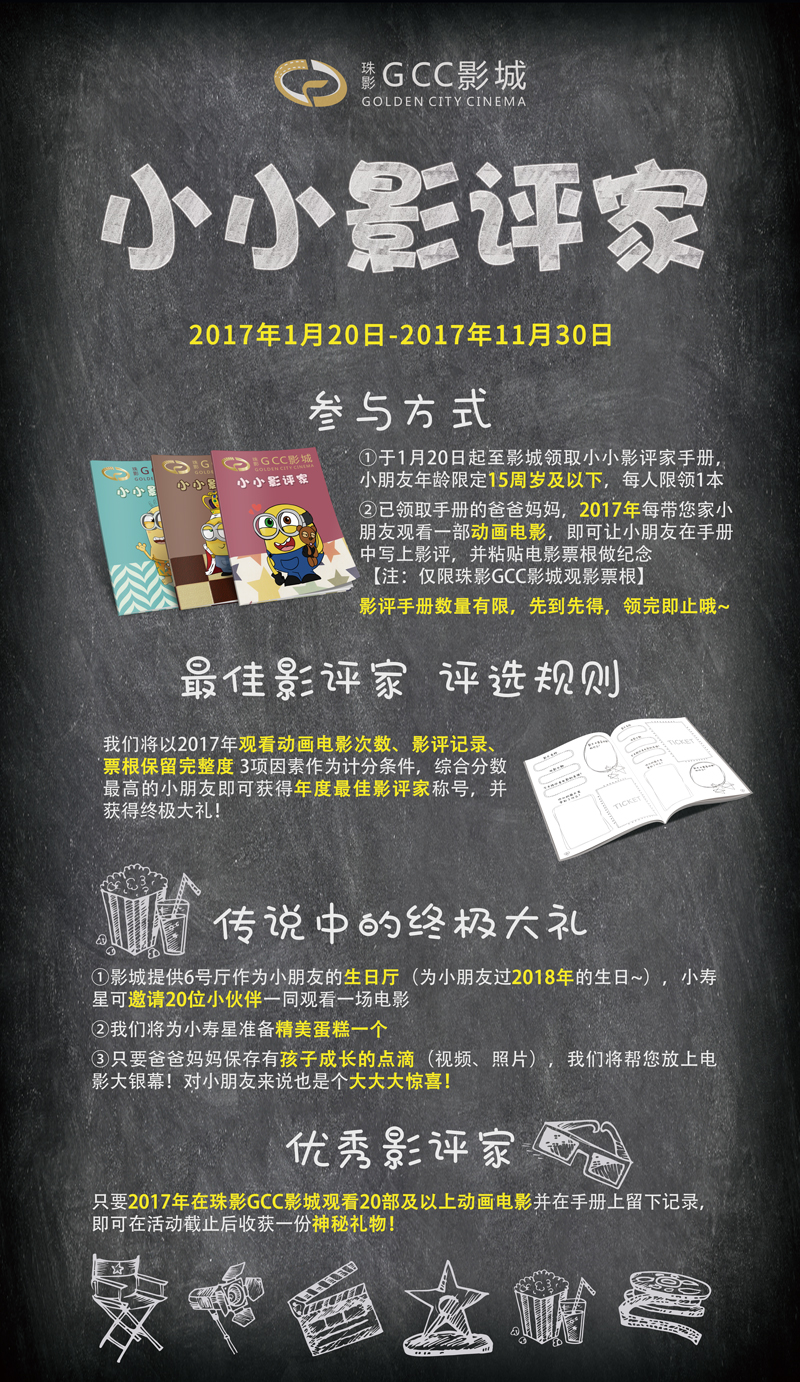 珠影 GCC影城
GOLDEN CITY CINEMA
小小影评家
2017年1月20日-2017年11月30日
参与方式
珠影 GCC影城
GOLDEN CITY CINEMA
小小影评家
①于1月20日起至影城领取小小影评家手册，
小朋友年龄限定15周岁及以下，每人限领1本
②已领取手册的爸爸妈妈，2017年每带您家小
朋友观看一部动画电影，即可让小朋友在手册
中写上影评，并粘贴电影票根做纪念
【注：仅限珠影GCC影城观影票根】
影评手册数量有限，先到先得，领完即止哦~
最佳影评家 评选规则
我们将以2017年观看动画电影次数、影评记录、
票根保留完整度 3项因素作为计分条件，综合分数
最高的小朋友即可获得年度最佳影评家称号，并
获得终极大礼！
TICKET
TICKET
传说中的终极大礼
①影城提供6号厅作为小朋友的生日厅（为小朋友过2018年的生日~），小寿
星可邀请20位小伙伴一同观看一场电影
②我们将为小寿星准备精美蛋糕一个
③只要爸爸妈妈保存有孩子成长的点滴（视频、照片），我们将帮您放上电
影大银幕！对小朋友来说也是个大大大惊喜！
优秀影评家
只要2017年在珠影GCC影城观看20部及以上动画电影并在手册上留下记录，
即可在活动截止后收获一份神秘礼物！